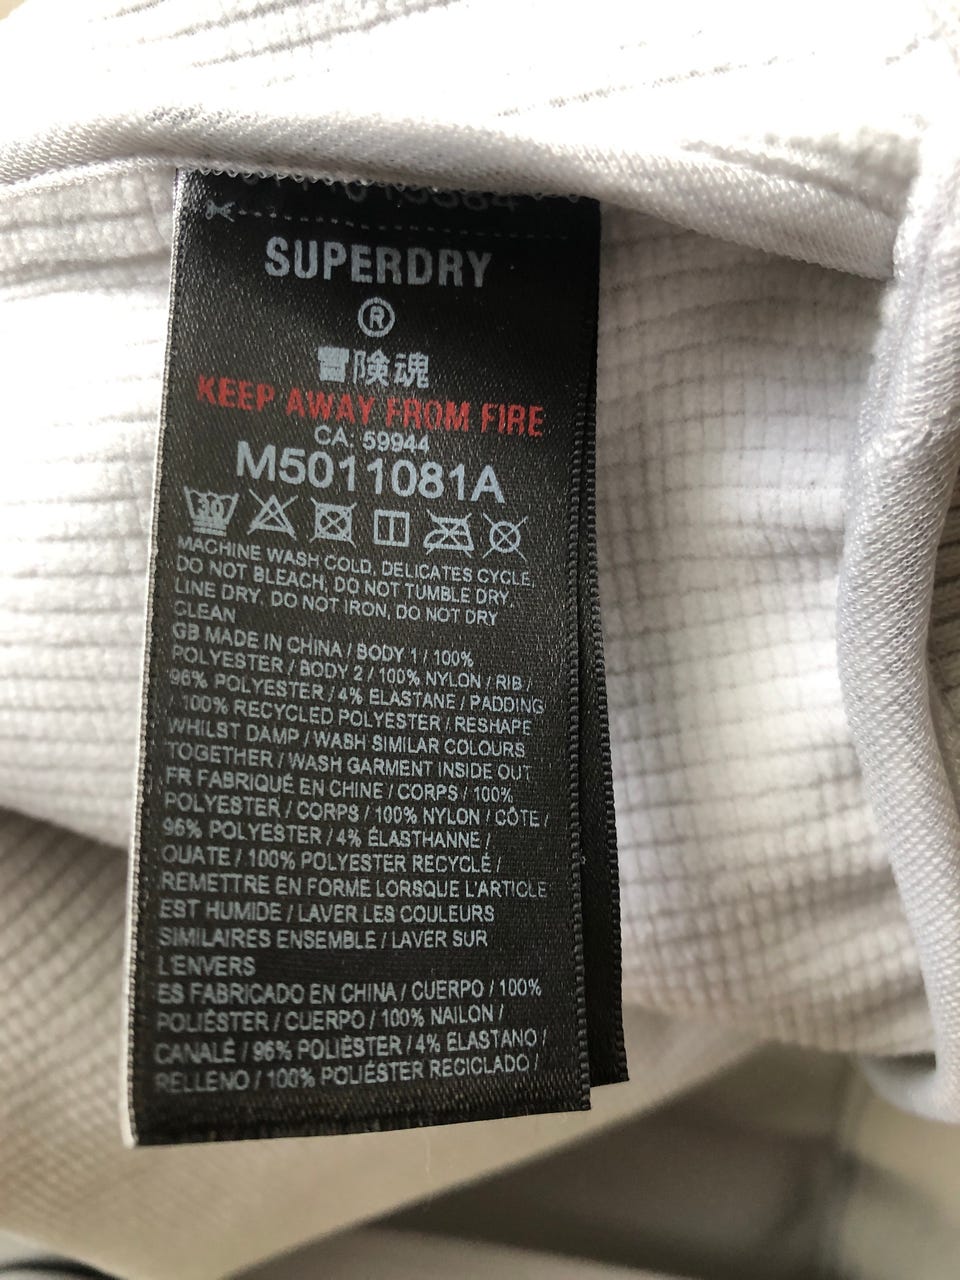 SUPERDRY
®
冒険魂
KEEP AWAY FROM FIRE
CA: 59944
M5011081A
30
MACHINE WASH COLD, DELICATES CYCLE,
DO NOT BLEACH, DO NOT TUMBLE DRY,
LINE DRY, DO NOT IRON, DO NOT DRY
CLEAN
GB MADE IN CHINA / BODY 1 / 100%
POLYESTER / BODY 2 / 100% NYLON / RIB /
96% POLYESTER / 4% ELASTANE / PADDING
/ 100% RECYCLED POLYESTER / RESHAPE
WHILST DAMP / WASH SIMILAR COLOURS
TOGETHER / WASH GARMENT INSIDE OUT
FR FABRIQUÉ EN CHINE / CORPS / 100%
POLYESTER / CORPS / 100% NYLON / CÔTE /
96% POLYESTER / 4% ÉLASTHANNE /
OUATE / 100% POLYESTER RECYCLÉ /
REMETTRE EN FORME LORSQUE L'ARTICLE
EST HUMIDE / LAVER LES COULEURS
SIMILAIRES ENSEMBLE / LAVER SUR
L'ENVERS
ES FABRICADO EN CHINA / CUERPO / 100%
POLIÉSTER / CUERPO / 100% NAILON /
CANALÉ / 96% POLIÉSTER / 4% ELASTANO /
RELLENO / 100% POLIÉSTER RECICLADO /